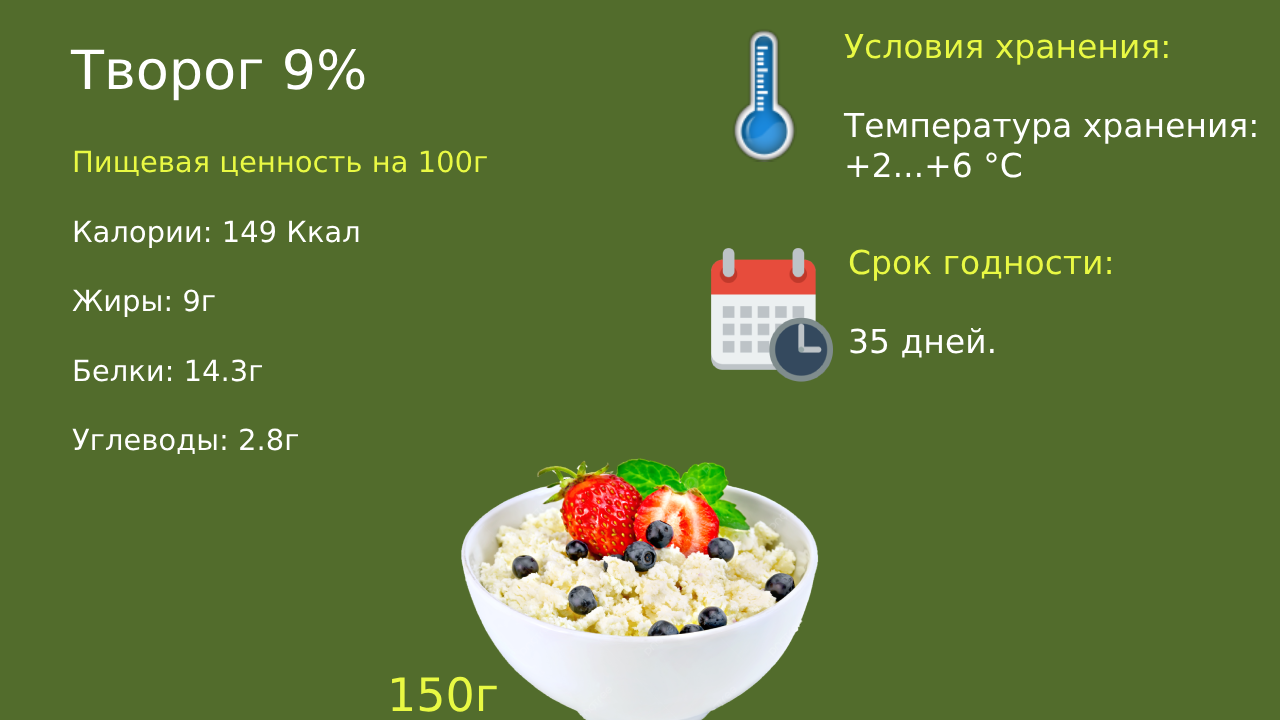 Творог 9%
Пищевая ценность на 100г
Калории: 149 Ккал
Жиры: 9г
Белки: 14.3г
Углеводы: 2.8г
Условия хранения:
Температура хранения:
+2...+6 °C
Срок годности:
35 дней.
150г